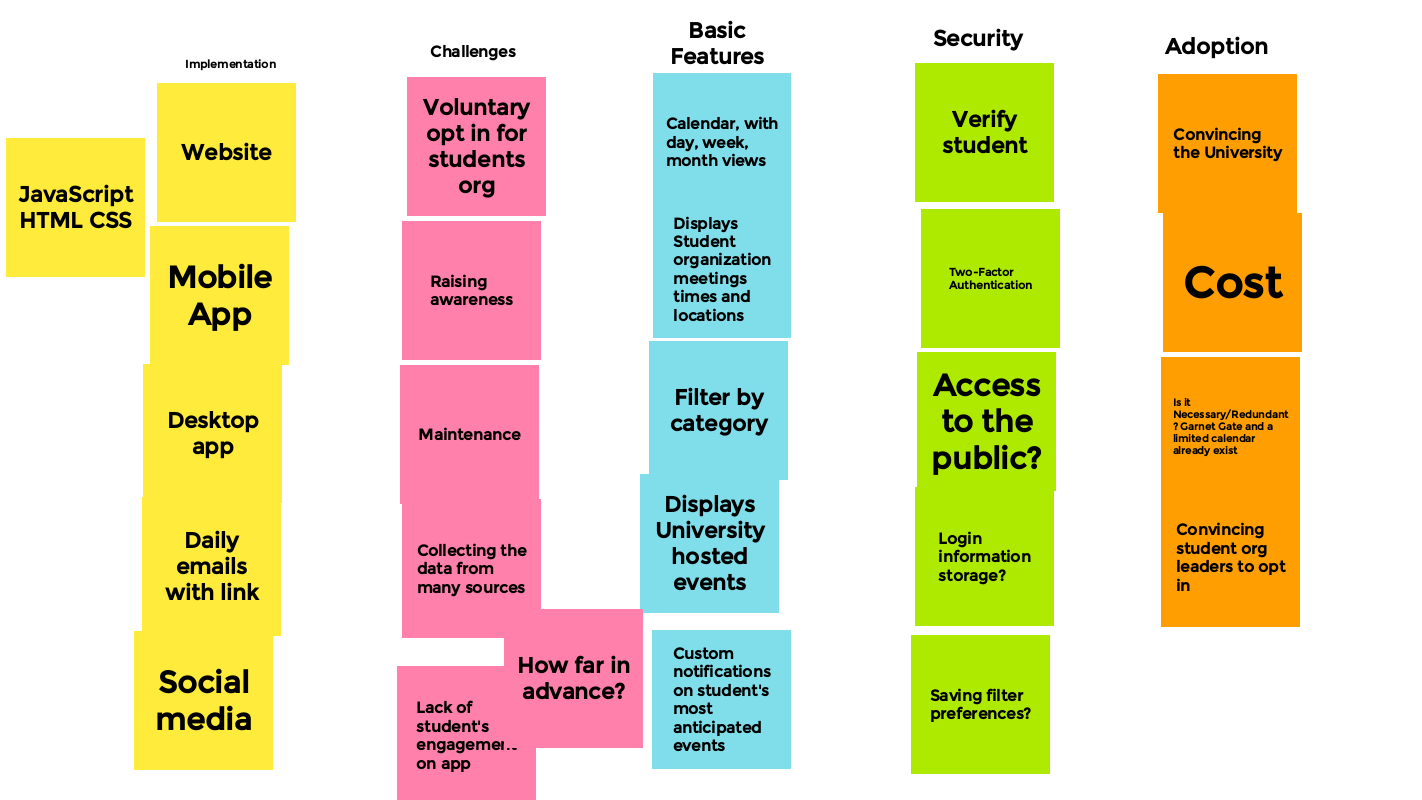 Implementation
Website
JavaScript
HTML CSS
Mobile
App
Desktop
app
Daily
emails
with link
Social
media
Challenges
Voluntary
opt in for
students
org
Raising
awareness
Maintenance
Collecting the
data from
many sources
How far in
advance?
Lack of
student's
engagement
on app
Basic
Features
Calendar, with
day, week,
month views
Displays
Student
organization
meetings
times and
locations
Filter by
category
Displays
University
hosted
events
Custom
notifications
on student's
most
anticipated
events
Security
Verify
student
Two-Factor
Authentication
Access
to the
public?
Login
information
storage?
Saving filter
preferences?
Adoption
Convincing
the University
Cost
Is it
Necessary/Redundant
? Garnet Gate and a
limited calendar
already exist
Convincing
student org
leaders to opt
in